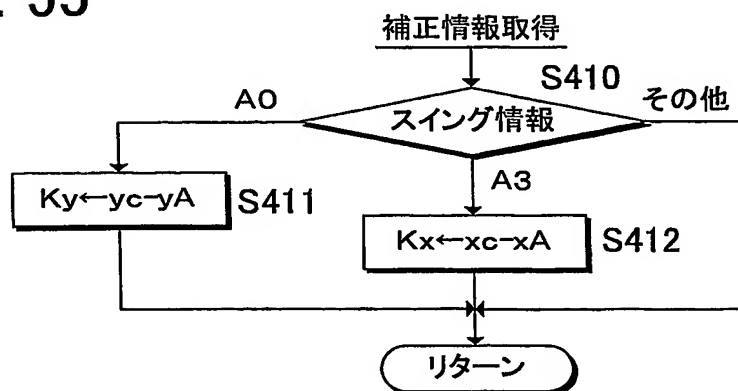 55
補正情報取得
S410
A0
スイング情報
その他
A3
Ky←yc-yA
S411
Kx←xc-xA
S412
リターン